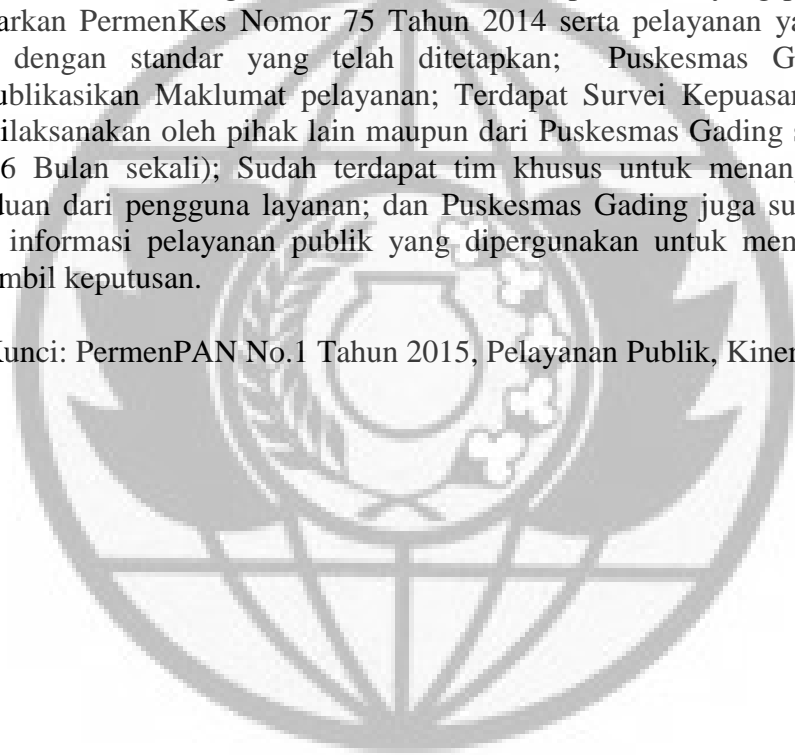 arkan PermenKes Nomor 75 Tahun 2014 serta pelayanan ya
dengan standar yang telah ditetapkan; Puskesmas G
ublikasikan Maklumat pelayanan; Terdapat Survei Kepuasan
ilaksanakan oleh pihak lain maupun dari Puskesmas Gading s
6 Bulan sekali); Sudah terdapat tim khusus untuk menan
luan dari pengguna layanan; dan Puskesmas Gading juga su
informasi pelayanan publik yang dipergunakan untuk mem
mbil keputusan.
Kunci: PermenPAN No.1 Tahun 2015, Pelayanan Publik, Kiner